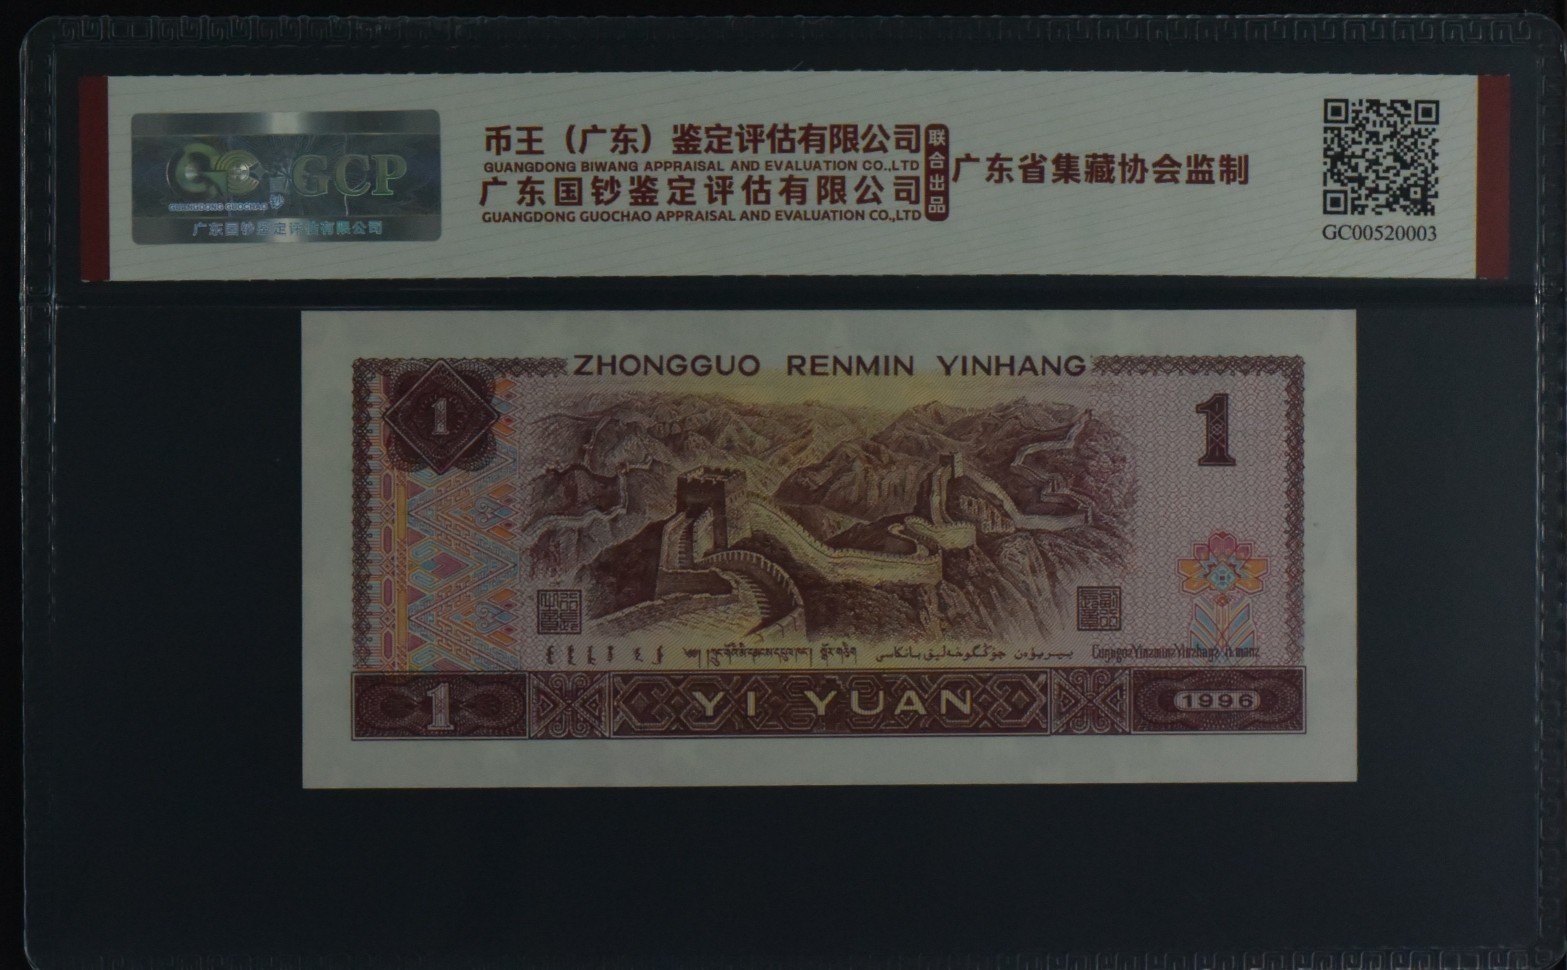 GCP
GUANGDONG GUOCHAO
广东国钞鉴定评估有限公司
币王（广东）鉴定评估有限公司
GUANGDONG BIWANG APPRAISAL AND EVALUATION CO.,LTD
广东国钞鉴定评估有限公司
GUANGDONG GUOCHAO APPRAISAL AND EVALUATION CO.,LTD
联合出品
广东省集藏协会监制
GC00520003
ZHONGGUO RENMIN YINHANG
1
1
1
YI YUAN
1996